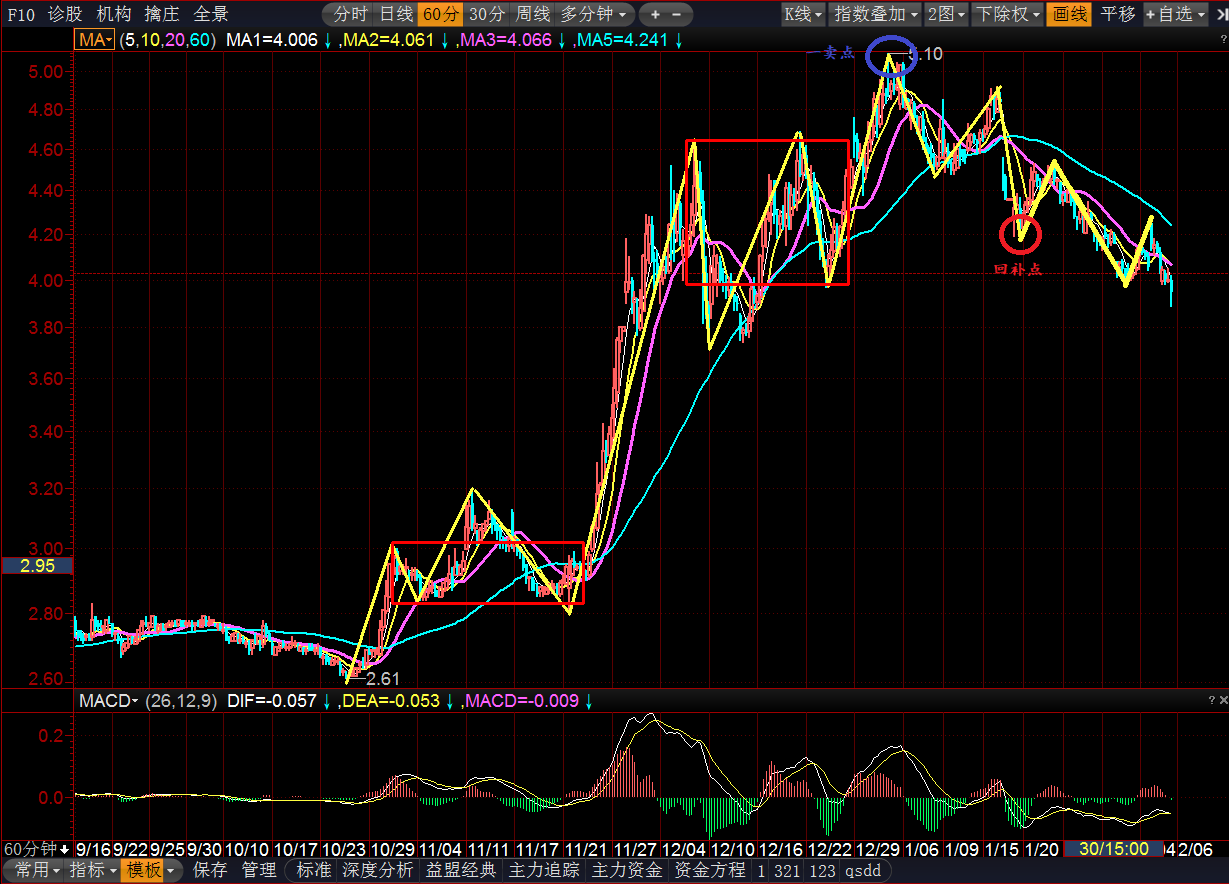 F10 诊股 机构 擒庄 全景 分时 日线 60分 30分 周线 多分钟 + - K线 指数叠加 2图 下除权 画线 平移 +自选
MA (5,10,20,60) MA1=4.006↓,MA2=4.061↓,MA3=4.066↓,MA5=4.241↓ ?
一卖点 5.10
5.00
4.80
4.60
4.40
4.20
回补点
4.00
3.80
3.60
3.40
3.20
3.00
2.95
2.80
2.60
2.61
MACD (26,12,9) DIF=-0.057↓,DEA=-0.053↓,MACD=-0.009↓ ? ×
0.2
0.0
60分钟 9/16 9/22 9/25 9/30 10/10 10/17 10/23 10/29 11/04 11/11 11/17 11/21 11/27 12/04 12/10 12/16 12/22 12/29 1/06 1/09 1/15 1/20 30/15:00 2/06
常用 指标 模板 保存 管理 标准 深度分析 益盟经典 主力追踪 主力资金 资金方程 1 321 123 qsdd